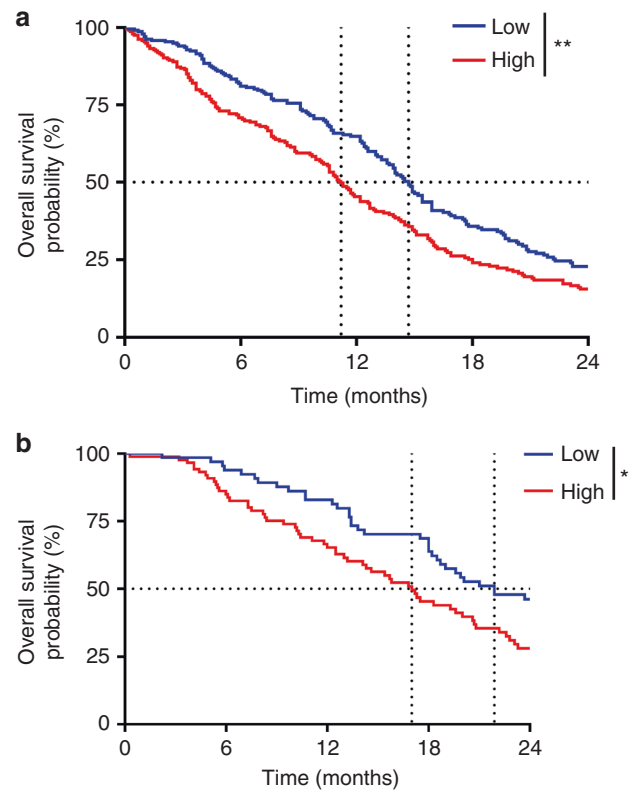 a
100
75
50
25
0
Overall survival
probability (%)
0 6 12 18 24
Time (months)
Low
High
**
b
100
75
50
25
0
Overall survival
probability (%)
0 6 12 18 24
Time (months)
Low
High
*